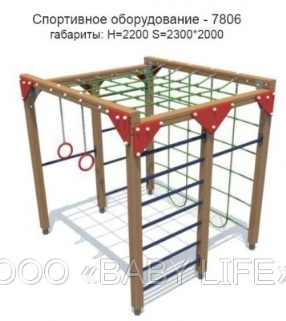 Спортивное оборудование - 7806
габариты: H=2200 S=2300*2000
ООО «BABY LIFE»